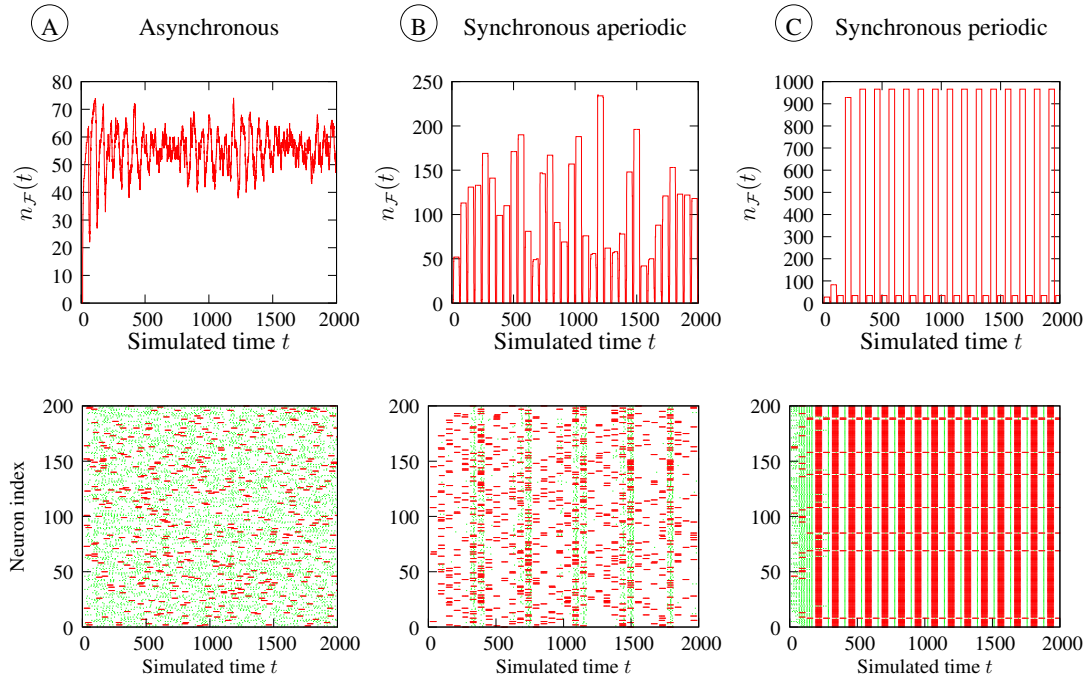 A Asynchronous
B Synchronous aperiodic
C Synchronous periodic
80
70
60
50
40
30
20
10
0
n_F(t)
0 500 1000 1500 2000
Simulated time t
250
200
150
100
50
0
n_F(t)
0 500 1000 1500 2000
Simulated time t
1000
900
800
700
600
500
400
300
200
100
0
n_F(t)
0 500 1000 1500 2000
Simulated time t
200
150
100
50
0
Neuron index
0 500 1000 1500 2000
Simulated time t
200
150
100
50
0
0 500 1000 1500 2000
Simulated time t
200
150
100
50
0
0 500 1000 1500 2000
Simulated time t